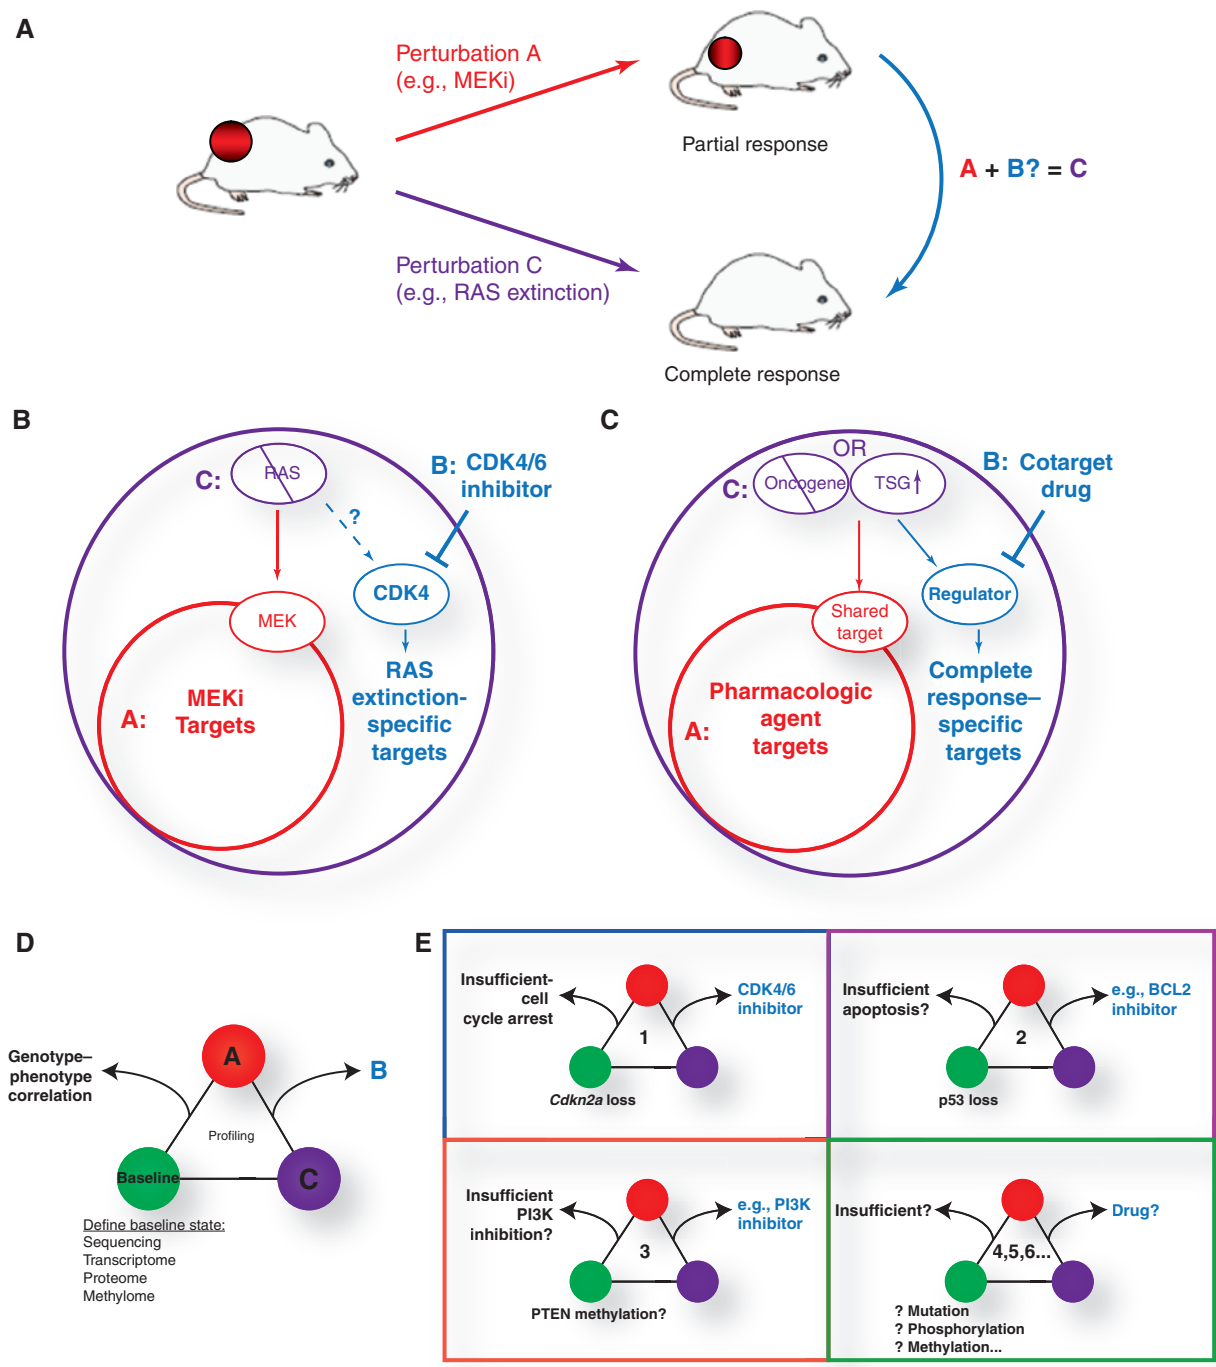 A
Perturbation A
(e.g., MEKi)
Partial response
A + B? = C
Perturbation C
(e.g., RAS extinction)
Complete response
B
C:
RAS
B: CDK4/6
inhibitor
?
CDK4
MEK
A:
MEKi
Targets
RAS
extinction-
specific
targets
C
OR
C:
Oncogene
TSG
B: Cotarget
drug
Shared
target
Regulator
A:
Pharmacologic
agent
targets
Complete
response–
specific
targets
D
Genotype–
phenotype
correlation
A
B
Profiling
Baseline
C
Define baseline state:
Sequencing
Transcriptome
Proteome
Methylome
E
Insufficient-
cell
cycle arrest
CDK4/6
inhibitor
1
Cdkn2a loss
Insufficient
apoptosis?
e.g., BCL2
inhibitor
2
p53 loss
Insufficient
PI3K
inhibition?
e.g., PI3K
inhibitor
3
PTEN methylation?
Insufficient?
Drug?
4,5,6...
? Mutation
? Phosphorylation
? Methylation...